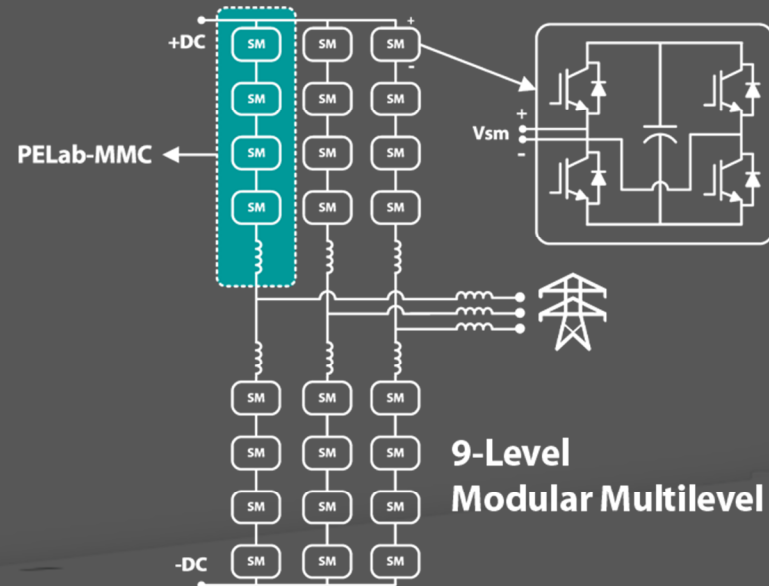 +DC
SM SM SM
+
-
SM SM SM
PELab-MMC
SM SM SM
SM SM SM
+
Vsm
-
SM SM SM
SM SM SM
9-Level
Modular Multilevel
SM SM SM
-DC
SM SM SM